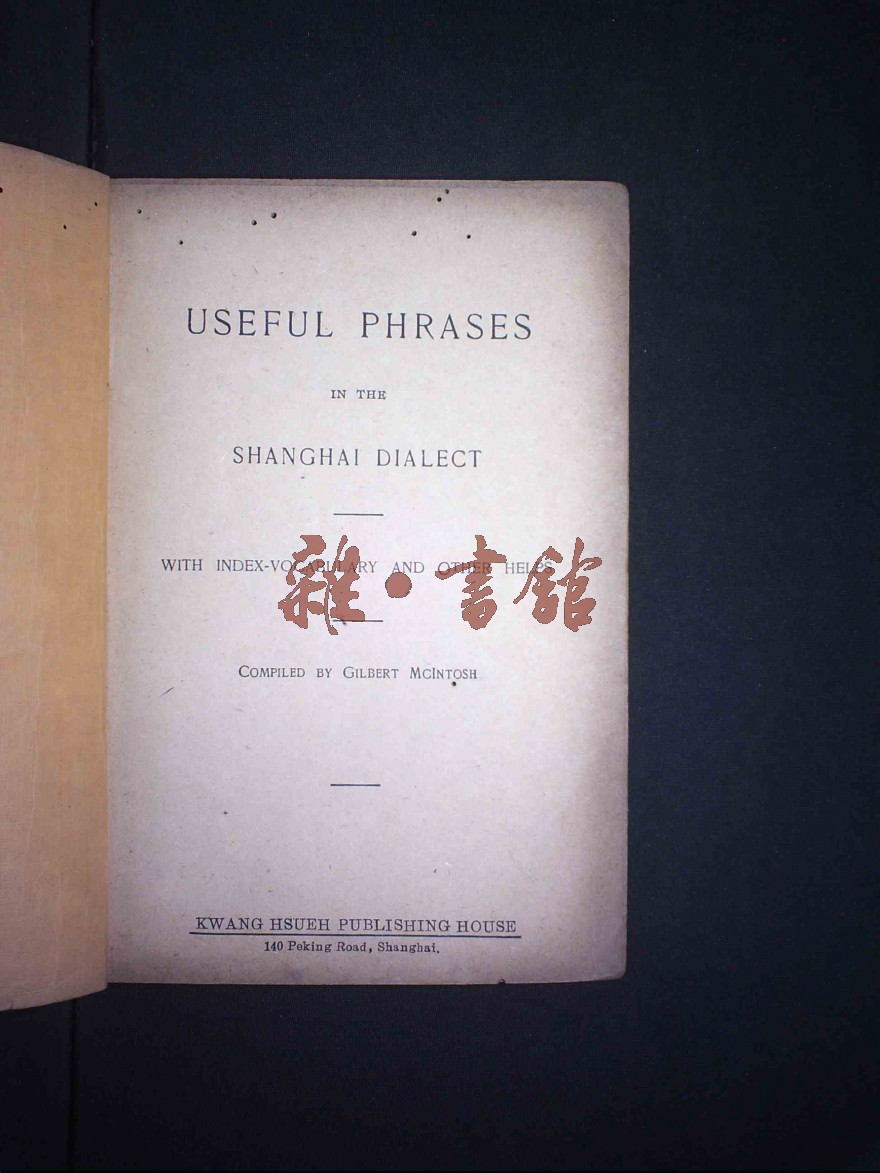 USEFUL PHRASES
IN THE
SHANGHAI DIALECT
WITH INDEX-VOCABULARY AND OTHER HELPS
雜·書館
COMPILED BY GILBERT MCINTOSH
KWANG HSUEH PUBLISHING HOUSE
140 Peking Road, Shanghai.